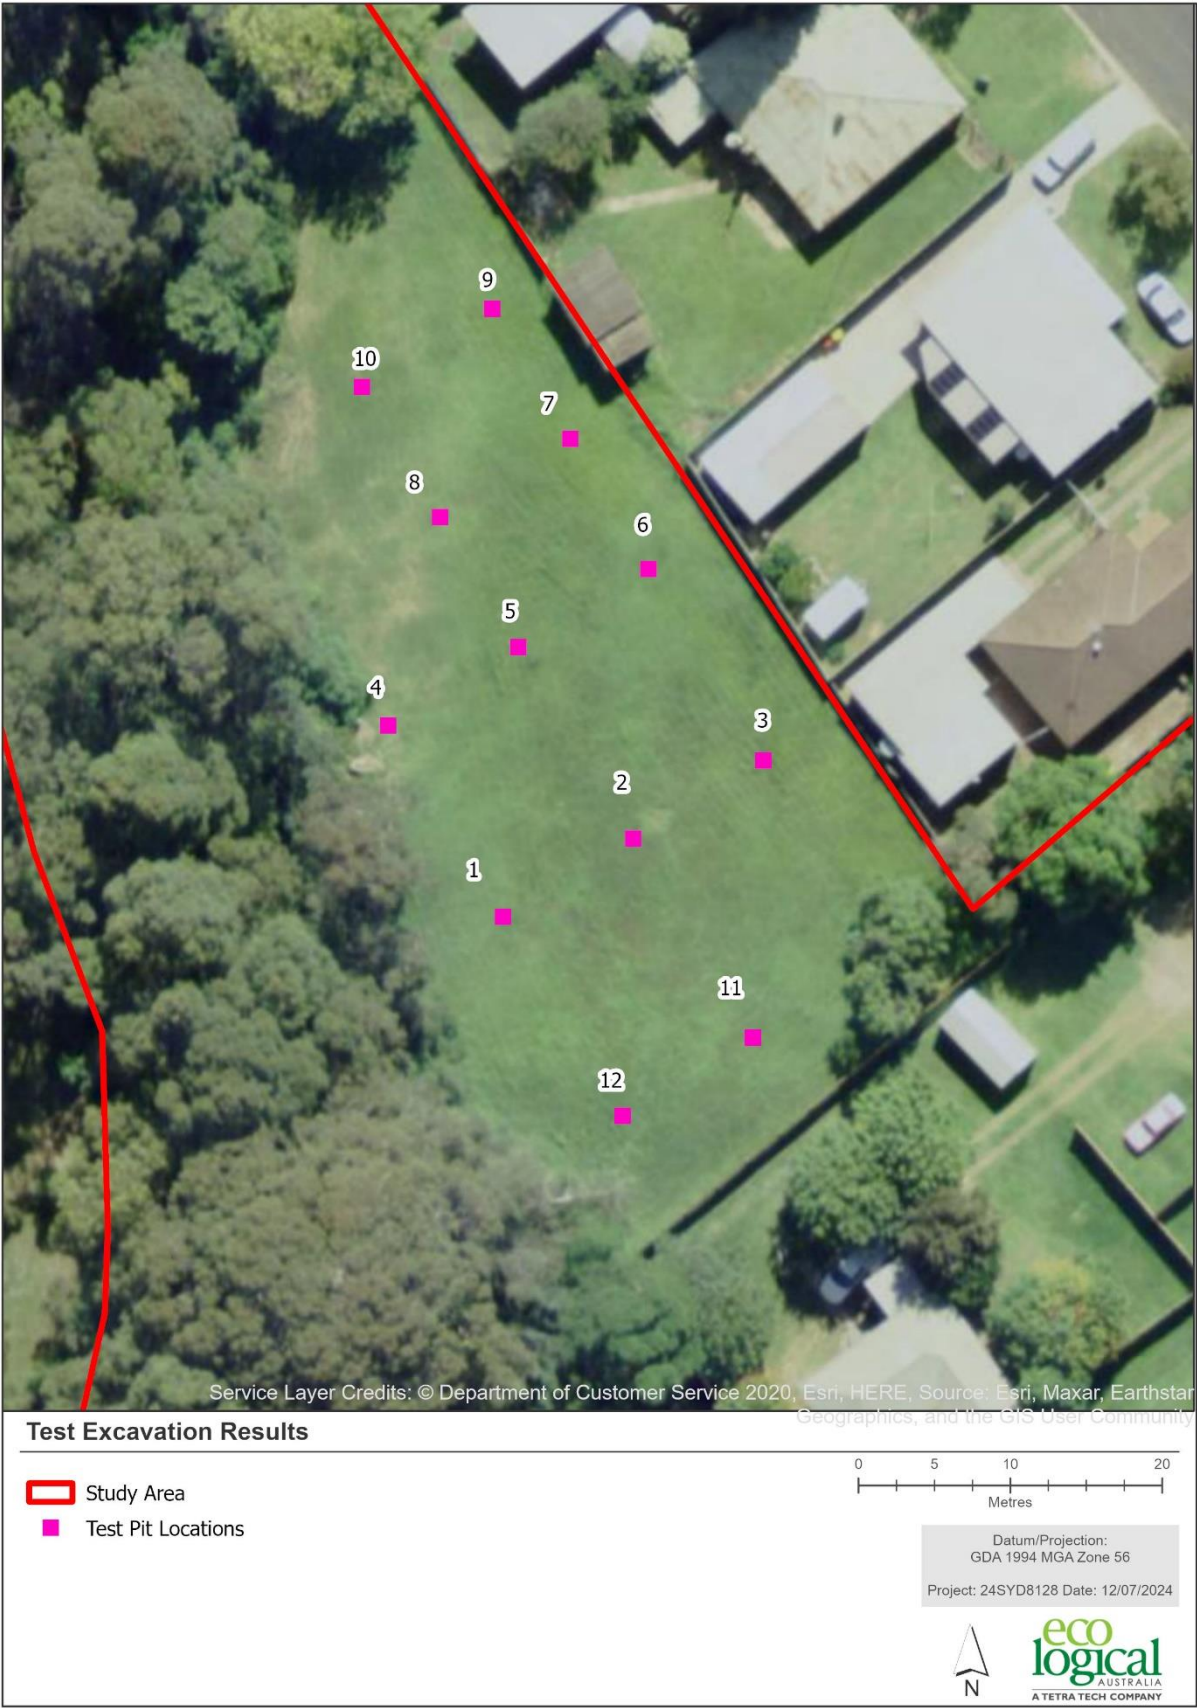 9
10
7
8
6
5
4
3
2
1
11
12
Service Layer Credits: © Department of Customer Service 2020, Esri, HERE, Source: Esri, Maxar, Earthstar
Geographics, and the GIS User Community
Test Excavation Results
Study Area
Test Pit Locations
0 5 10 20
Metres
Datum/Projection:
GDA 1994 MGA Zone 56
Project: 24SYD8128 Date: 12/07/2024
N
eco
logical
AUSTRALIA
A TETRA TECH COMPANY